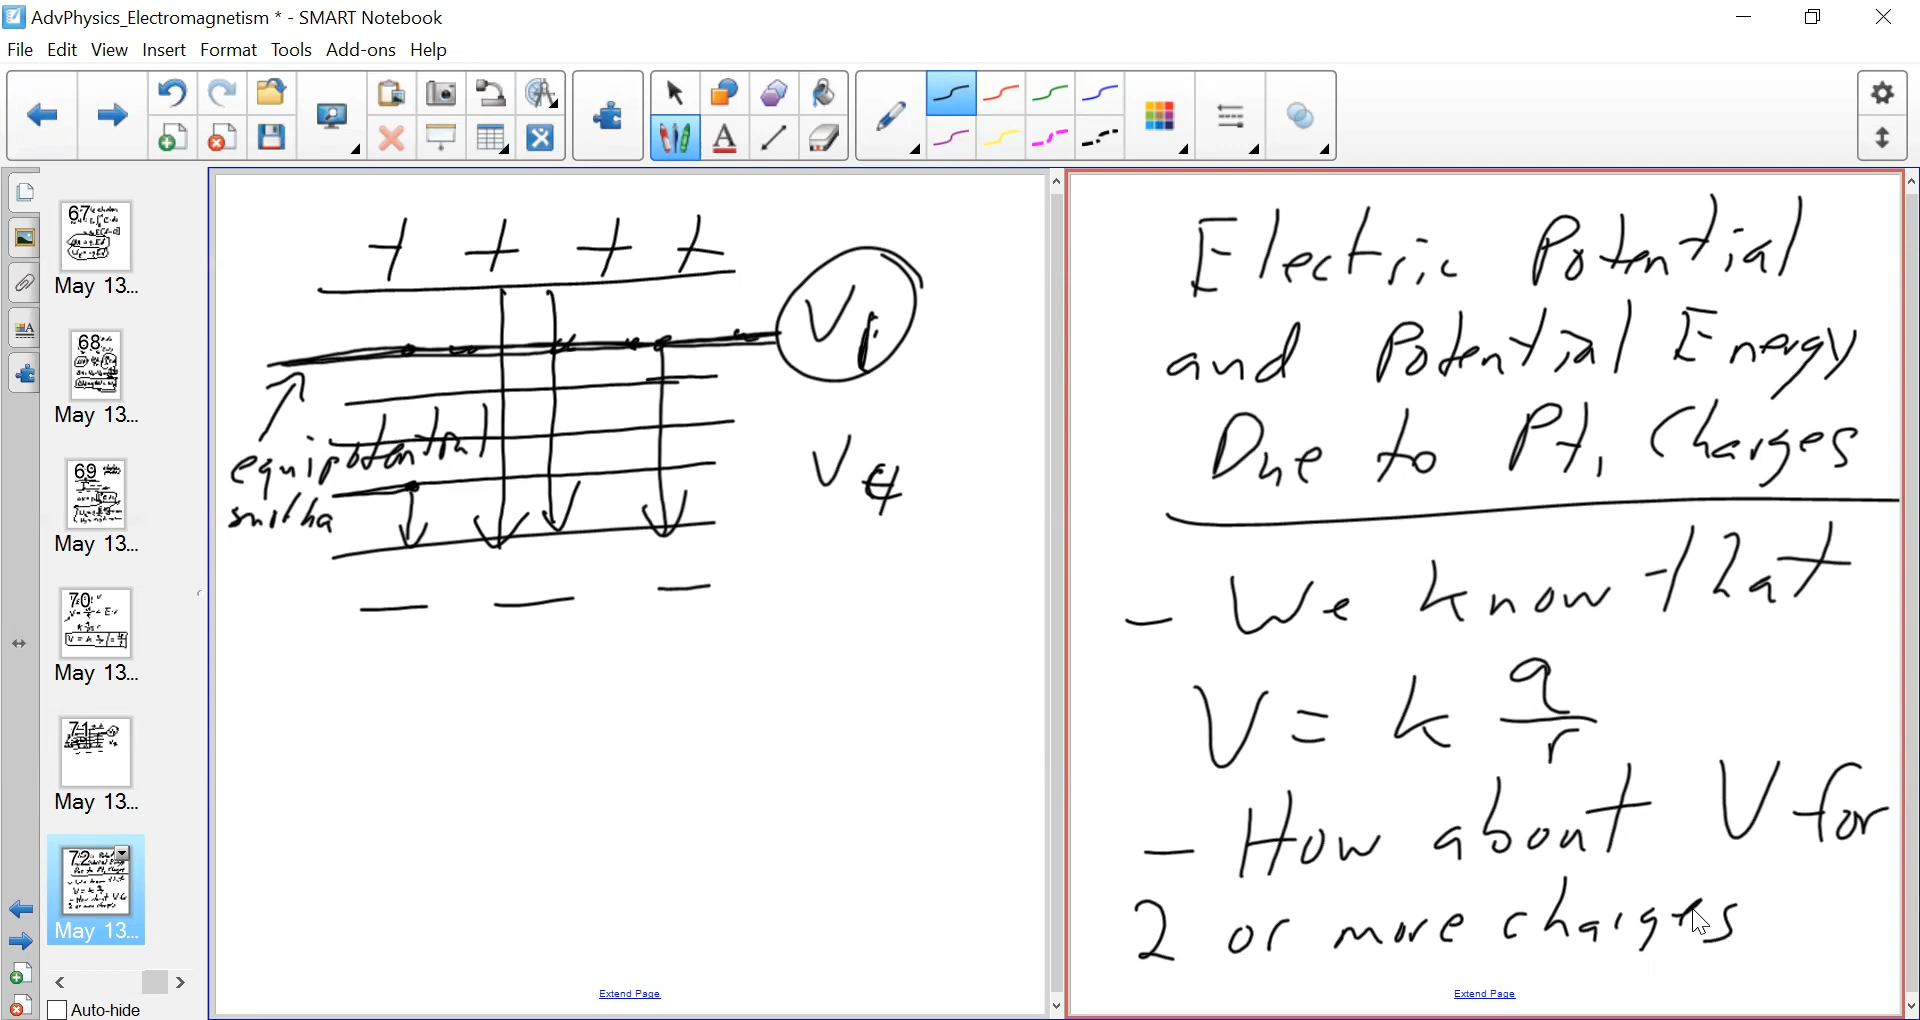 AdvPhysics_Electromagnetism * - SMART Notebook
File Edit View Insert Format Tools Add-ons Help
67
May 13...
68
May 13...
69
May 13...
70
May 13...
71
May 13...
72
May 13...
Auto-hide
+ + + +
V
equipotential
V
— — —
Extend Page
Electric Potential
and Potential Energy
Due to Pt. Charges
- We know that
V = k q/r
- How about V for
2 or more charges
Extend Page